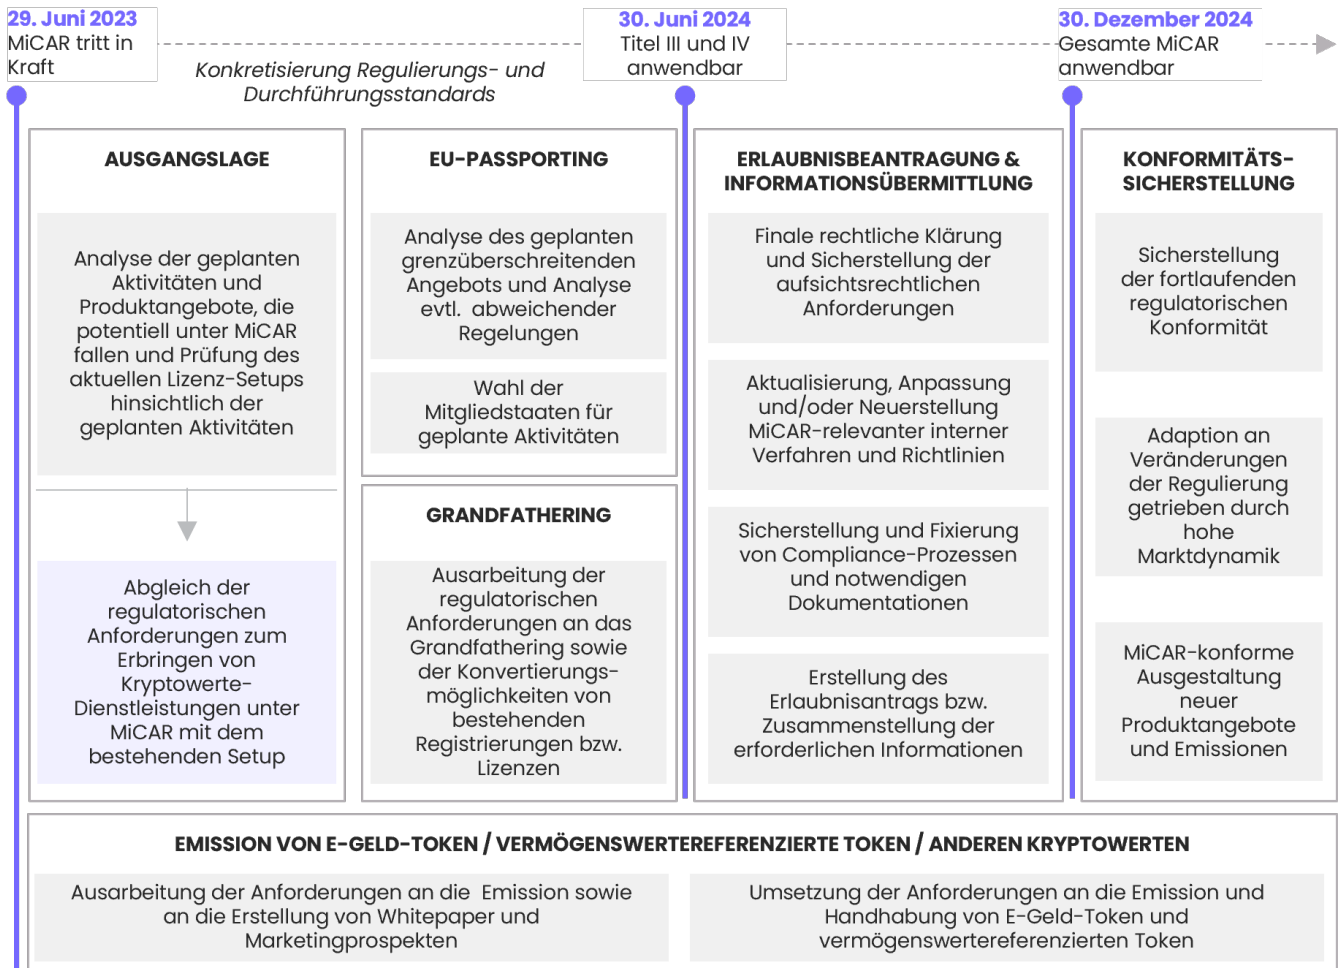 29. Juni 2023
MiCAR tritt in
Kraft
Konkretisierung Regulierungs- und
Durchführungsstandards
30. Juni 2024
Titel III und IV
anwendbar
30. Dezember 2024
Gesamte MiCAR
anwendbar
AUSGANGSLAGE
Analyse der geplanten
Aktivitäten und
Produktangebote, die
potentiell unter MiCAR
fallen und Prüfung des
aktuellen Lizenz-Setups
hinsichtlich der
geplanten Aktivitäten
Abgleich der
regulatorischen
Anforderungen zum
Erbringen von
Kryptowerte-
Dienstleistungen unter
MiCAR mit dem
bestehenden Setup
EU-PASSPORTING
Analyse des geplanten
grenzüberschreitenden
Angebots und Analyse
evtl.  abweichender
Regelungen
Wahl der
Mitgliedstaaten für
geplante Aktivitäten
GRANDFATHERING
Ausarbeitung der
regulatorischen
Anforderungen an das
Grandfathering sowie
der Konvertierungs-
möglichkeiten von
bestehenden
Registrierungen bzw.
Lizenzen
ERLAUBNISBEANTRAGUNG &
INFORMATIONSÜBERMITTLUNG
Finale rechtliche Klärung
und Sicherstellung der
aufsichtsrechtlichen
Anforderungen
Aktualisierung, Anpassung
und/oder Neuerstellung
MiCAR-relevanter interner
Verfahren und Richtlinien
Sicherstellung und Fixierung
von Compliance-Prozessen
und notwendigen
Dokumentationen
Erstellung des
Erlaubnisantrags bzw.
Zusammenstellung der
erforderlichen Informationen
KONFORMITÄTS-
SICHERSTELLUNG
Sicherstellung
der fortlaufenden
regulatorischen
Konformität
Adaption an
Veränderungen
der Regulierung
getrieben durch
hohe
Marktdynamik
MiCAR-konforme
Ausgestaltung
neuer
Produktangebote
und Emissionen
EMISSION VON E-GELD-TOKEN / VERMÖGENSWERTEREFERENZIERTE TOKEN / ANDEREN KRYPTOWERTEN
Ausarbeitung der Anforderungen an die  Emission sowie
an die Erstellung von Whitepaper und
Marketingprospekten
Umsetzung der Anforderungen an die Emission und
Handhabung von E-Geld-Token und
vermögenswertereferenzierten Token